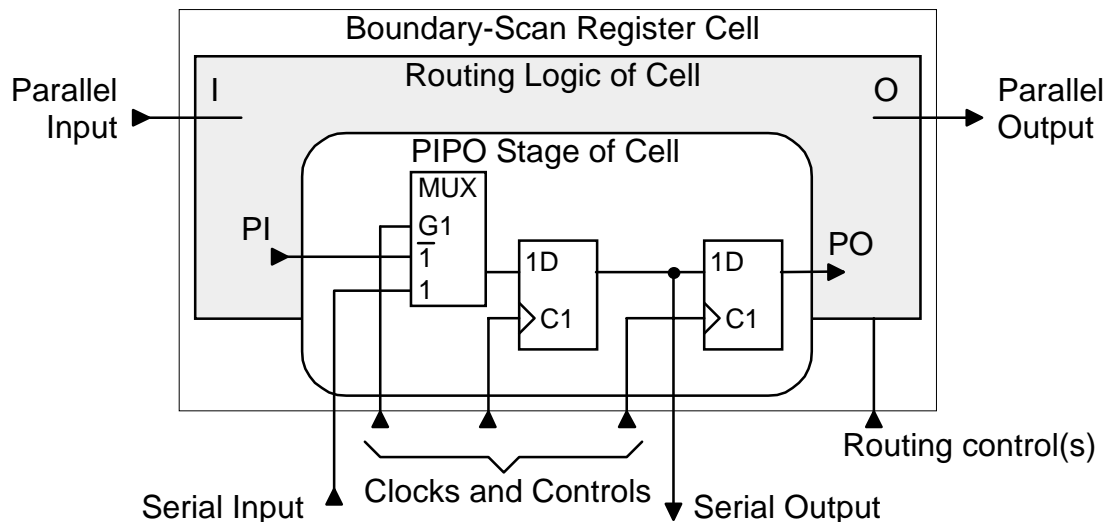 Boundary-Scan Register Cell
Routing Logic of Cell
Parallel
Input
I
O
Parallel
Output
PIPO Stage of Cell
MUX
G1
1
1
PI
1D
C1
1D
C1
PO
Routing control(s)
Clocks and Controls
Serial Input
Serial Output